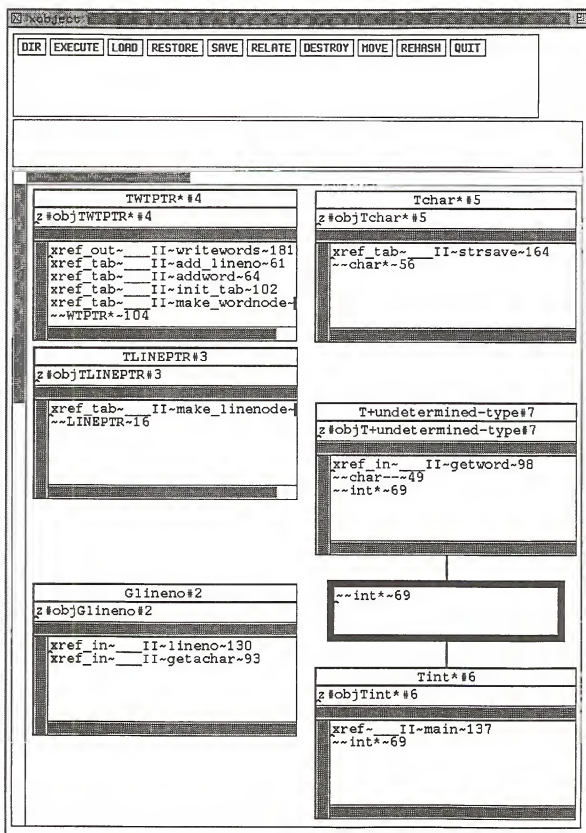 xobject
DIR EXECUTE LOAD RESTORE SAVE RELATE DESTROY MOVE REHASH QUIT
TWTPTR*#4
z#objTWTPTR*#4
xref_out~___II~writewords~181
xref_tab~___II~add_lineno~61
xref_tab~___II~addword~64
xref_tab~___II~init_tab~102
xref_tab~___II~make_wordnode~
~~WTPTR*~104
Tchar*#5
z#objTchar*#5
xref_tab~___II~strsave~164
~~char*~56
TLINEPTR#3
z#objTLINEPTR#3
xref_tab~___II~make_linenode~
~~LINEPTR~16
T+undetermined-type#7
z#objT+undetermined-type#7
xref_in~___II~getword~98
~~char--~49
~~int*~69
~~int*~69
Glineno#2
z#objGlineno#2
xref_in~___II~lineno~130
xref_in~___II~getachar~93
Tint*#6
z#objTint*#6
xref~___II~main~137
~~int*~69